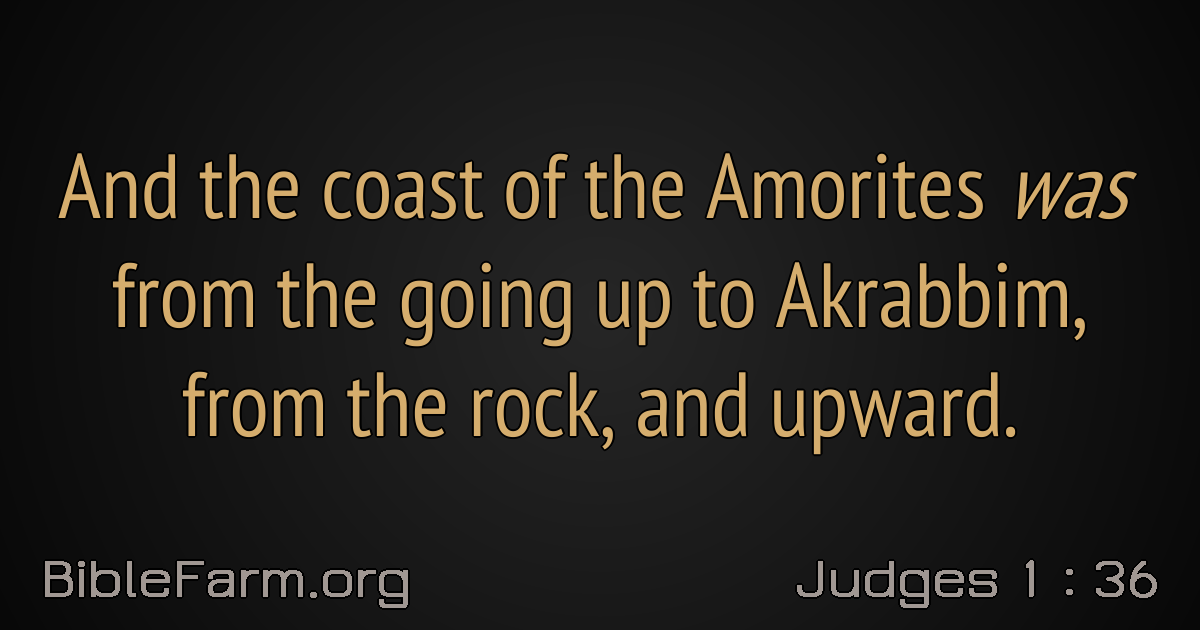 And the coast of the Amorites was
from the going up to Akrabbim,
from the rock, and upward.
BibleFarm.org
Judges 1 : 36